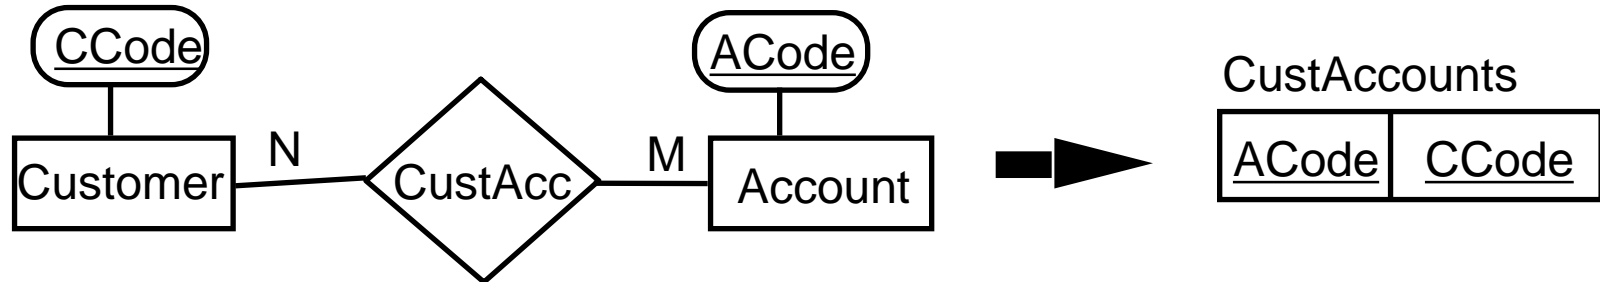 CCode
ACode
CustAccounts
N
M
Customer
CustAcc
Account
ACode
CCode